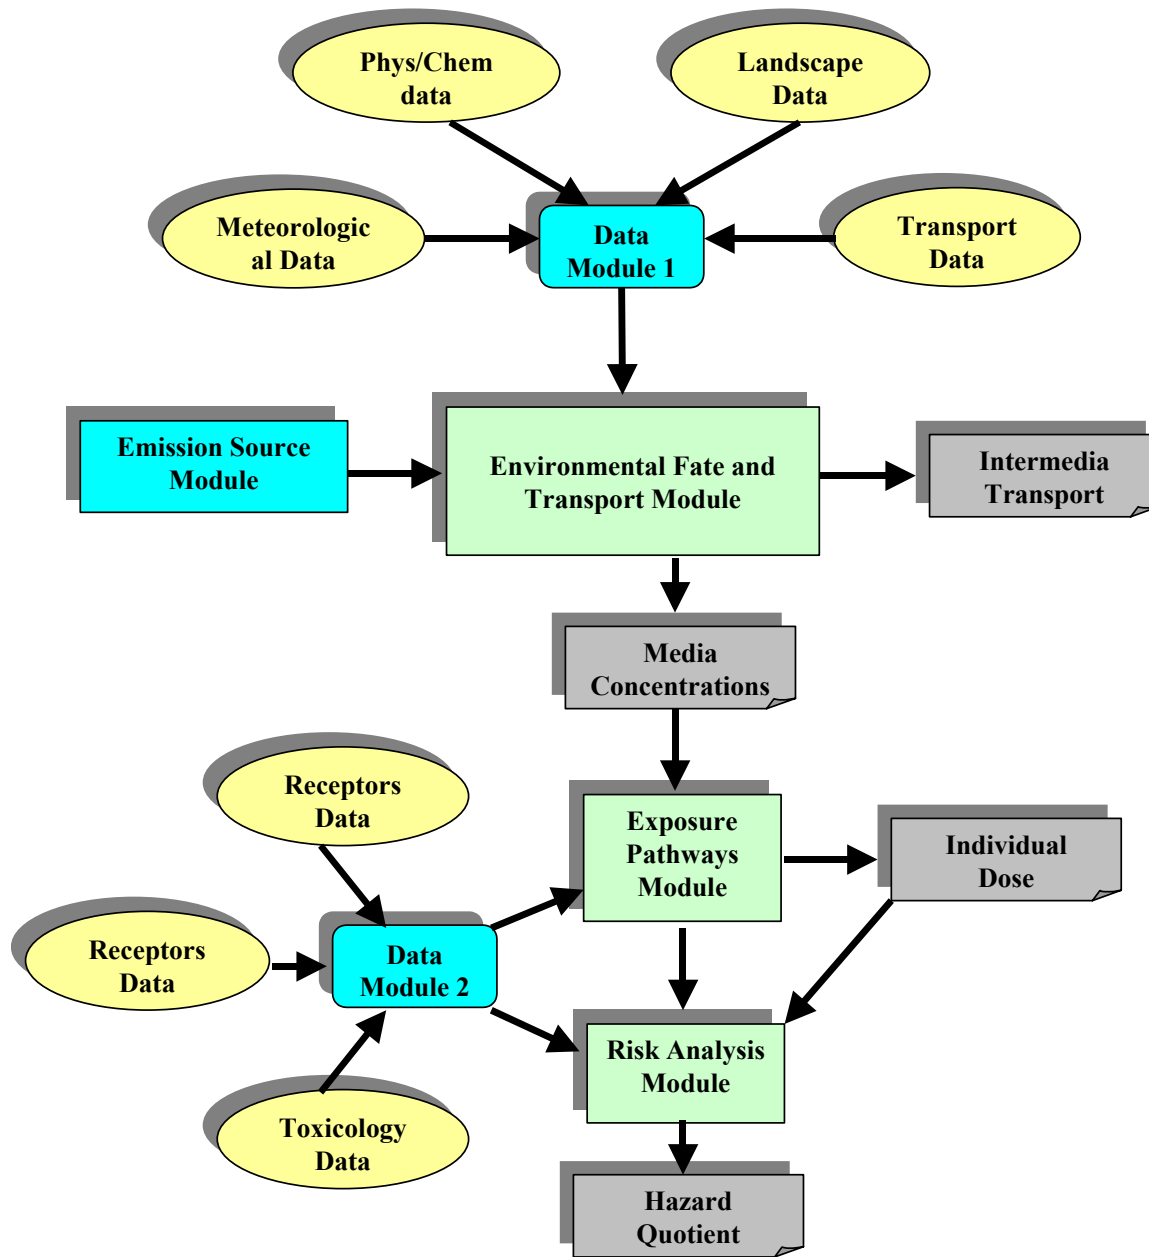 Phys/Chem
data
Landscape
Data
Meteorologic
al Data
Data
Module 1
Transport
Data
Emission Source
Module
Environmental Fate and
Transport Module
Intermedia
Transport
Media
Concentrations
Receptors
Data
Exposure
Pathways
Module
Individual
Dose
Receptors
Data
Data
Module 2
Risk Analysis
Module
Toxicology
Data
Hazard
Quotient